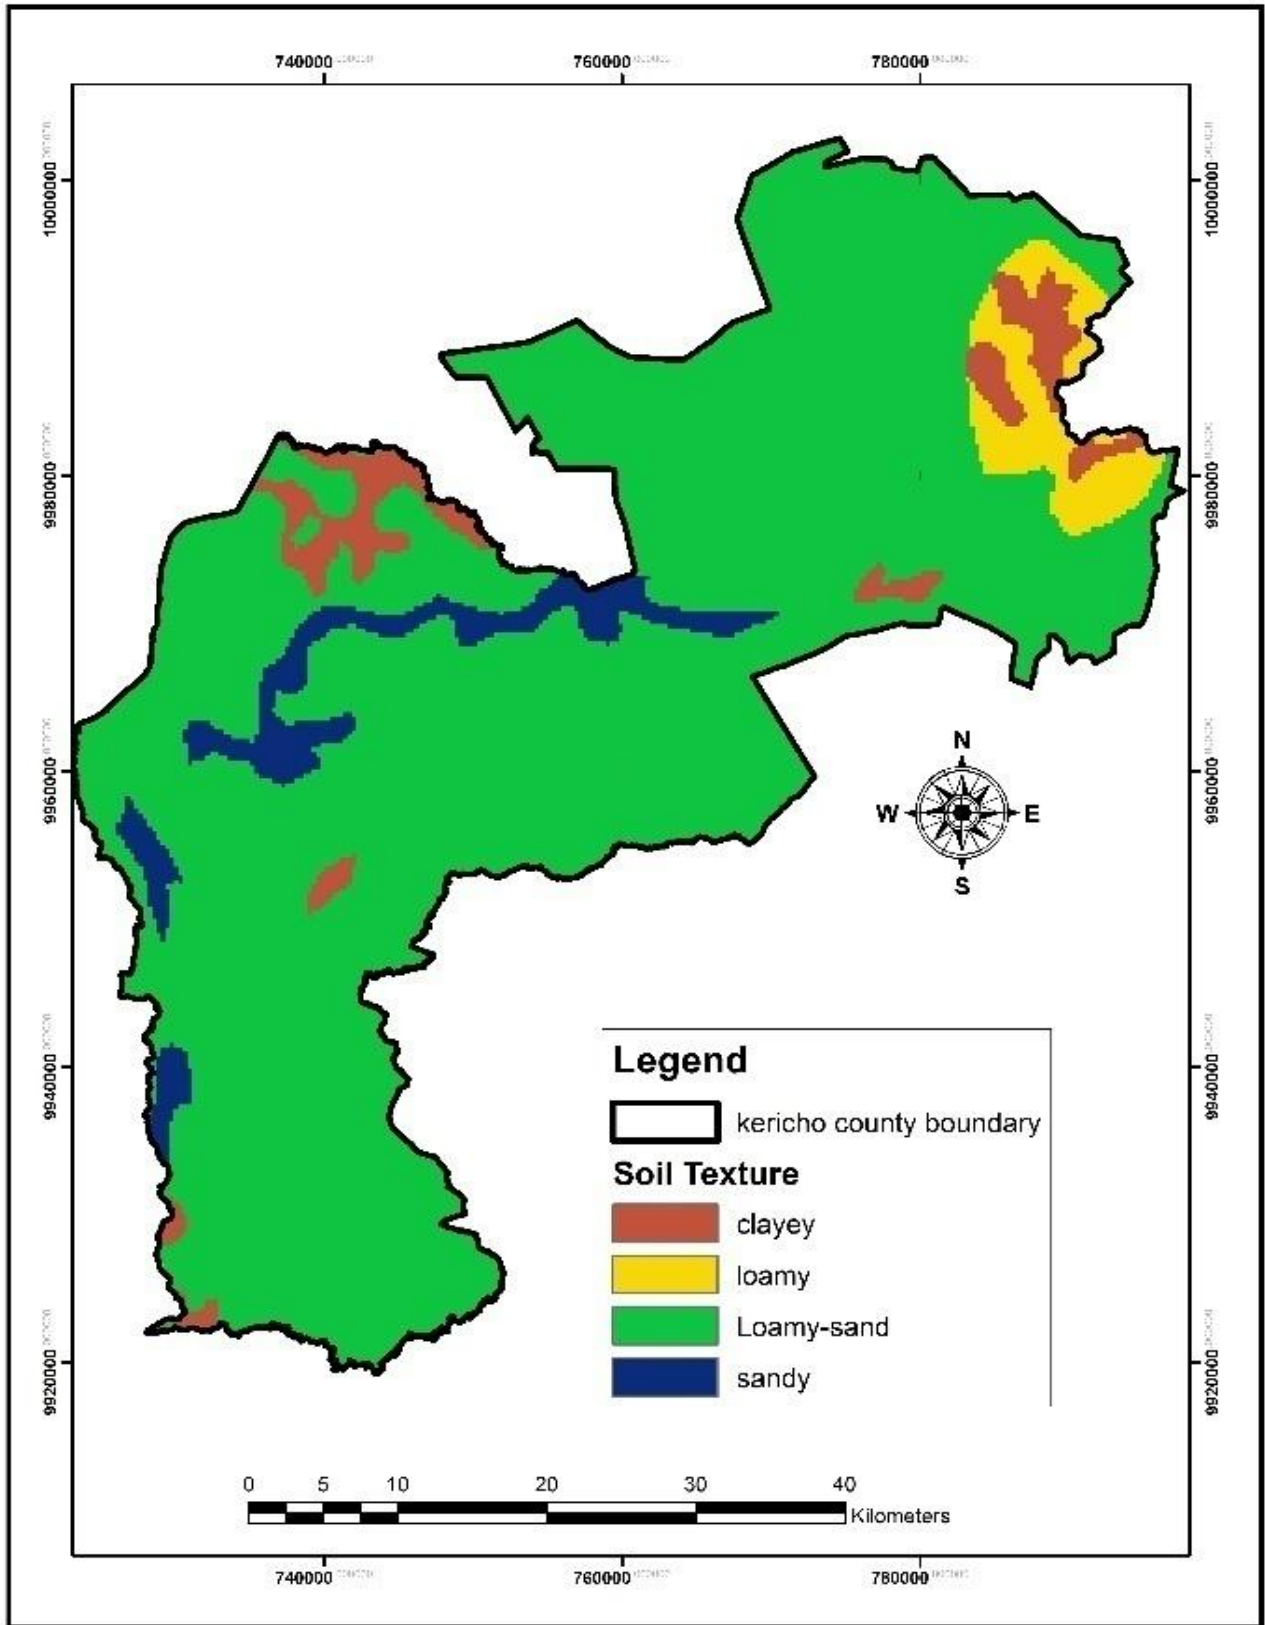 740000 760000 780000
10000000 10000000
9980000 9980000
9960000 9960000
N
W E
S
9940000 9940000
Legend
kericho county boundary
Soil Texture
clayey
loamy
Loamy-sand
sandy
9920000 9920000
0 5 10 20 30 40
Kilometers
740000 760000 780000